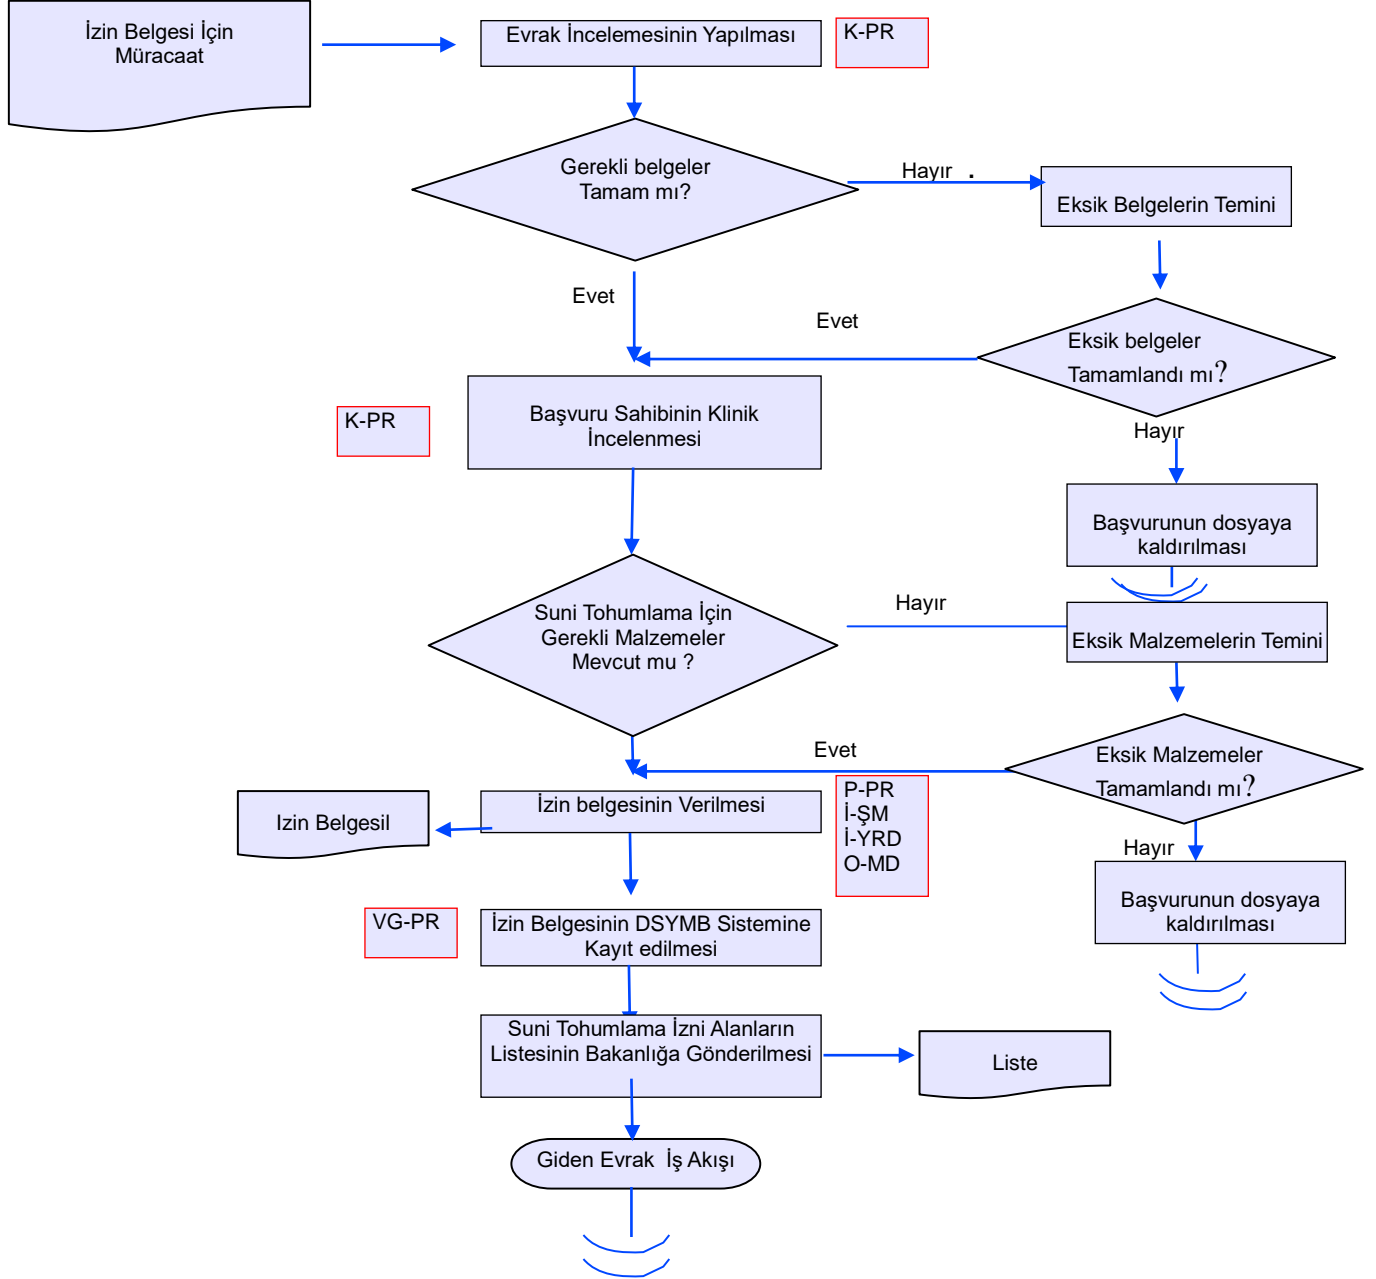 İzin Belgesi İçin
Müracaat
Evrak İncelemesinin Yapılması
K-PR
Gerekli belgeler
Tamam mı?
Hayır .
Eksik Belgelerin Temini
Evet
Evet
Eksik belgeler
Tamamlandı mı?
Hayır
K-PR
Başvuru Sahibinin Klinik
İncelenmesi
Başvurunun dosyaya
kaldırılması
Suni Tohumlama İçin
Gerekli Malzemeler
Mevcut mu ?
Hayır
Eksik Malzemelerin Temini
Evet
Eksik Malzemeler
Tamamlandı mı?
Hayır
İzin belgesinin Verilmesi
P-PR
İ-ŞM
İ-YRD
O-MD
Izin Belgesil
Başvurunun dosyaya
kaldırılması
VG-PR
İzin Belgesinin DSYMB Sistemine
Kayıt edilmesi
Suni Tohumlama İzni Alanların
Listesinin Bakanlığa Gönderilmesi
Liste
Giden Evrak İş Akışı